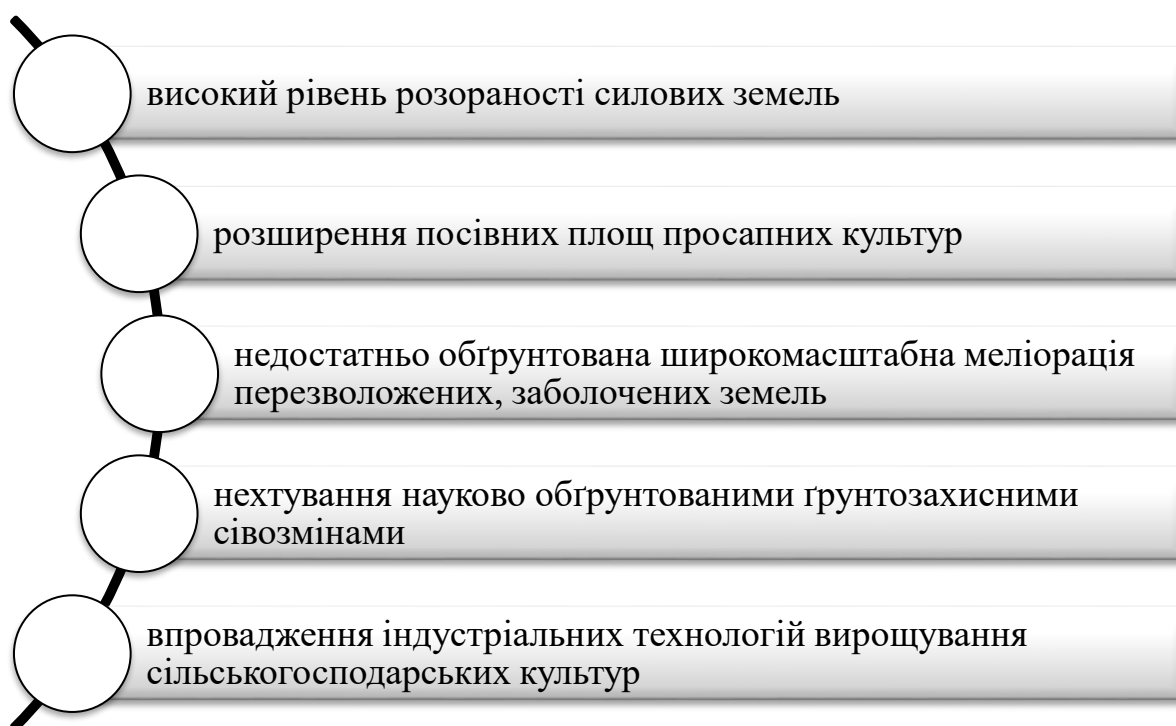 високий рівень розораності силових земель
розширення посівних площ просапних культур
недостатньо обґрунтована широкомасштабна меліорація
перезволожених, заболочених земель
нехтування науково обґрунтованими ґрунтозахисними
сівозмінами
впровадження індустріальних технологій вирощування
сільськогосподарських культур